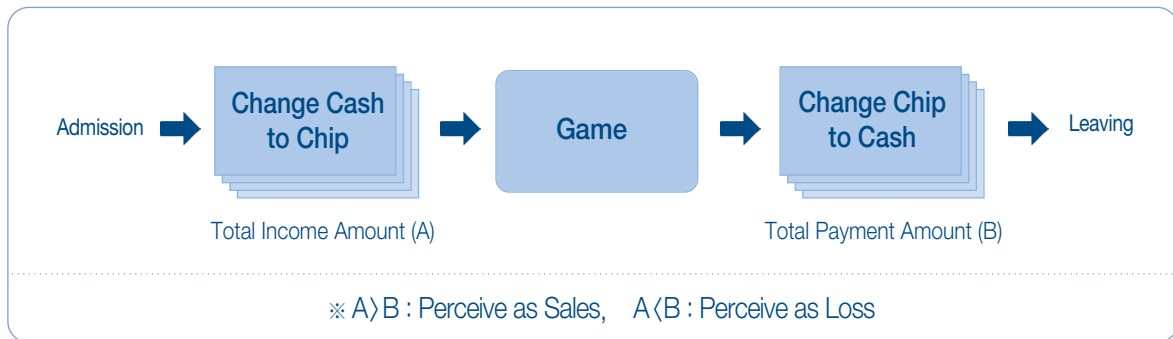 Admission
Change Cash
to Chip
Total Income Amount (A)
Game
Change Chip
to Cash
Total Payment Amount (B)
Leaving
※ A〉B : Perceive as Sales, A〈B : Perceive as Loss